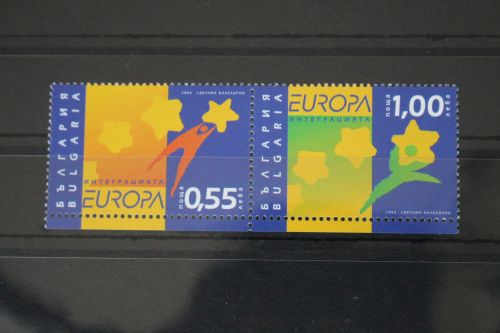 БЪЛГАРИЯ
BULGARIA
ИНТЕГРАЦИЯТА
EUROPA
поща
0,55
лева
БЪЛГАРИЯ
BULGARIA
EUROPA
ИНТЕГРАЦИЯТА
поща
1,00
лева